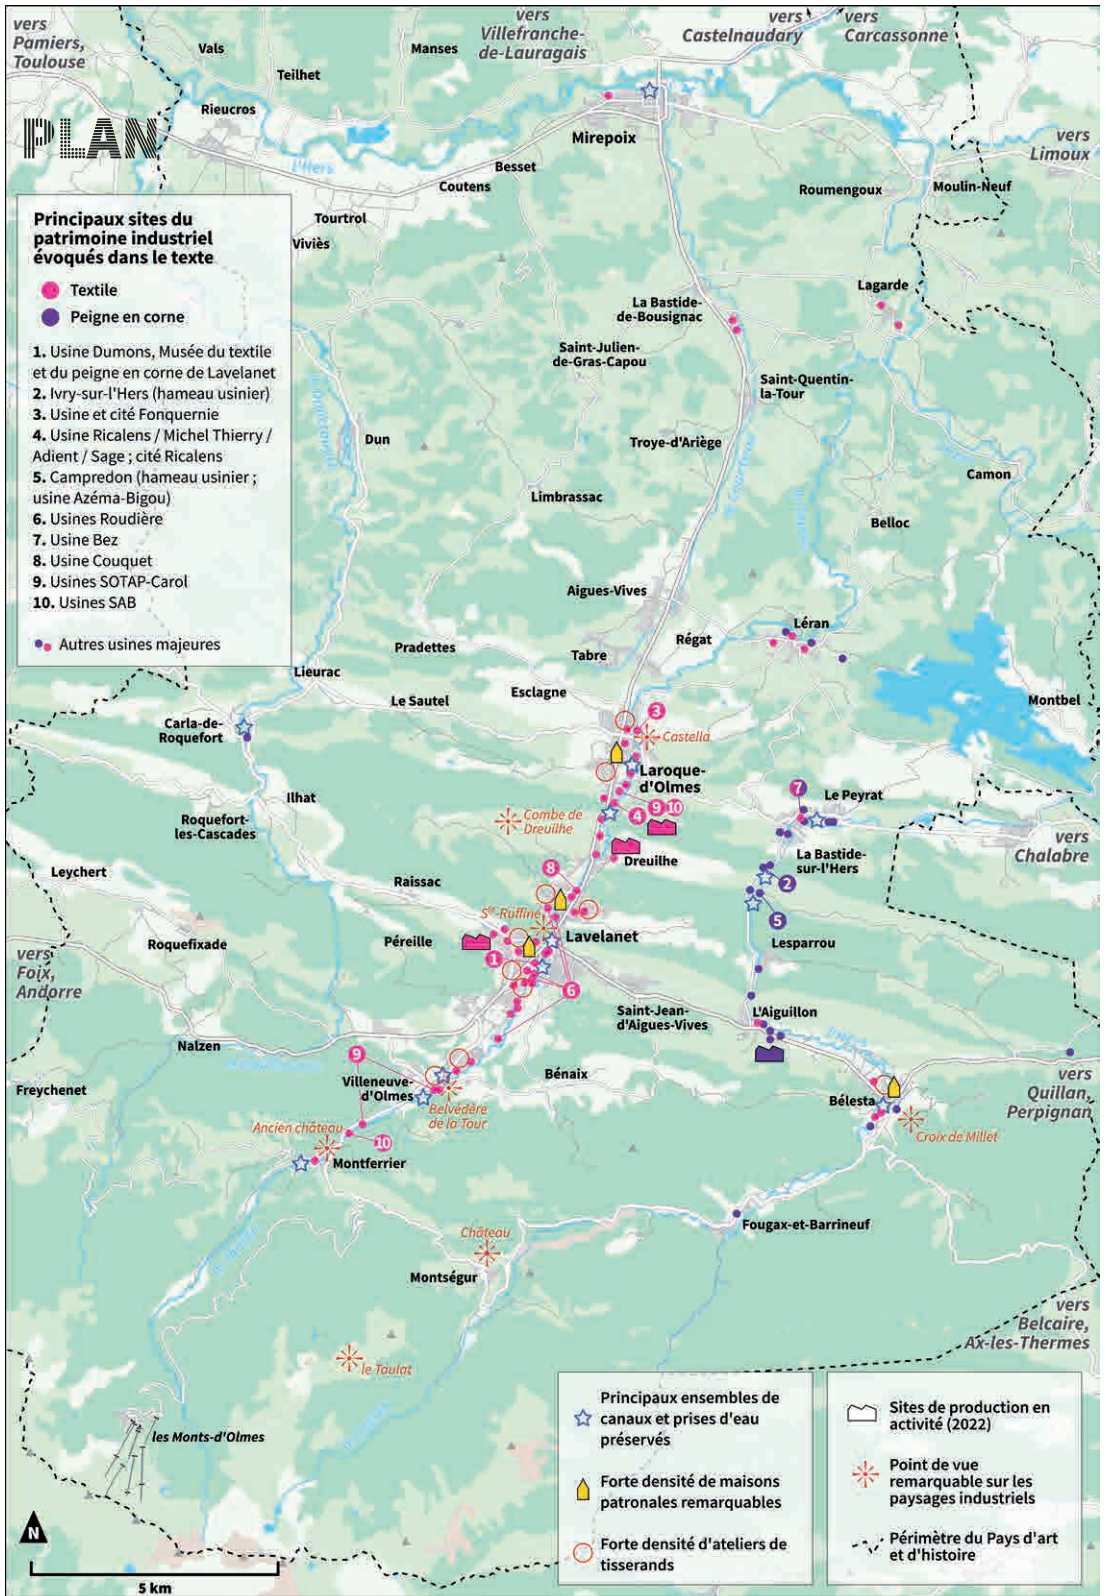 vers
Pamiers,
Toulouse
vers
Villefranche-
de-Lauragais
vers
Castelnaudary
vers
Carcassonne
Vals
Manses
Teilhet
Rieucros
PLAN
Mirepoix
vers
Limoux
l'Hers
Besset
Coutens
Roumengoux
Moulin-Neuf
Tourtrol
Viviès
Principaux sites du
patrimoine industriel
évoqués dans le texte
Textile
Peigne en corne
1. Usine Dumons, Musée du textile
et du peigne en corne de Lavelanet
2. Ivry-sur-l'Hers (hameau usinier)
3. Usine et cité Fonquernie
4. Usine Ricalens / Michel Thierry /
Adient / Sage ; cité Ricalens
5. Campredon (hameau usinier ;
usine Azéma-Bigou)
6. Usines Roudière
7. Usine Bez
8. Usine Couquet
9. Usines SOTAP-Carol
10. Usines SAB
Autres usines majeures
Lagarde
La Bastide-
de-Bousignac
Saint-Julien-
de-Gras-Capou
Saint-Quentin-
la-Tour
Dun
Troye-d'Ariège
Camon
Limbrassac
Belloc
Aigues-Vives
Léran
Régat
Pradettes
Tabre
Lieurac
Esclagne
Le Sautel
Montbel
Carla-de-
Roquefort
3
Castella
Laroque-
d'Olmes
Ilhat
7
Le Peyrat
Roquefort-
les-Cascades
Combe de
Dreuilhe
4
9
10
vers
Chalabre
Dreuilhe
La Bastide-
sur-l'Hers
8
Leychert
Raissac
2
Ste-Ruffine
5
Roquefixade
Péreille
Lavelanet
Lesparrou
vers
Foix,
Andorre
1
6
Saint-Jean-
d'Aigues-Vives
L'Aiguillon
Nalzen
9
Bénaix
Freychenet
Villeneuve-
d'Olmes
Bélesta
vers
Quillan,
Perpignan
Belvédère
de la Tour
Ancien château
Croix de Millet
10
Montferrier
Fougax-et-Barrineuf
Château
Montségur
vers
Belcaire,
Ax-les-Thermes
le Taulat
les Monts-d'Olmes
Principaux ensembles de
canaux et prises d'eau
préservés
Forte densité de maisons
patronales remarquables
Forte densité d'ateliers de
tisserands
Sites de production en
activité (2022)
Point de vue
remarquable sur les
paysages industriels
Périmètre du Pays d'art
et d'histoire
N
5 km